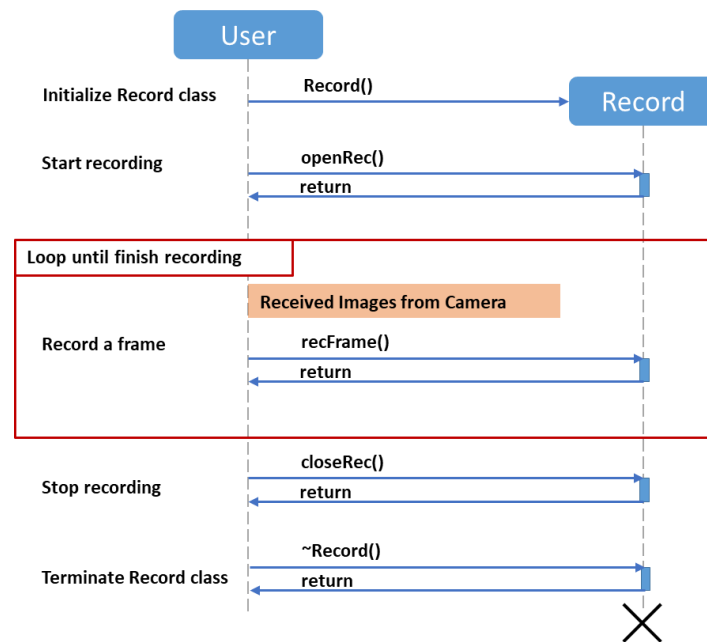 User
Initialize Record class
Record()
Record
Start recording
openRec()
return
Loop until finish recording
Received Images from Camera
Record a frame
recFrame()
return
closeRec()
Stop recording
return
~Record()
Terminate Record class
return